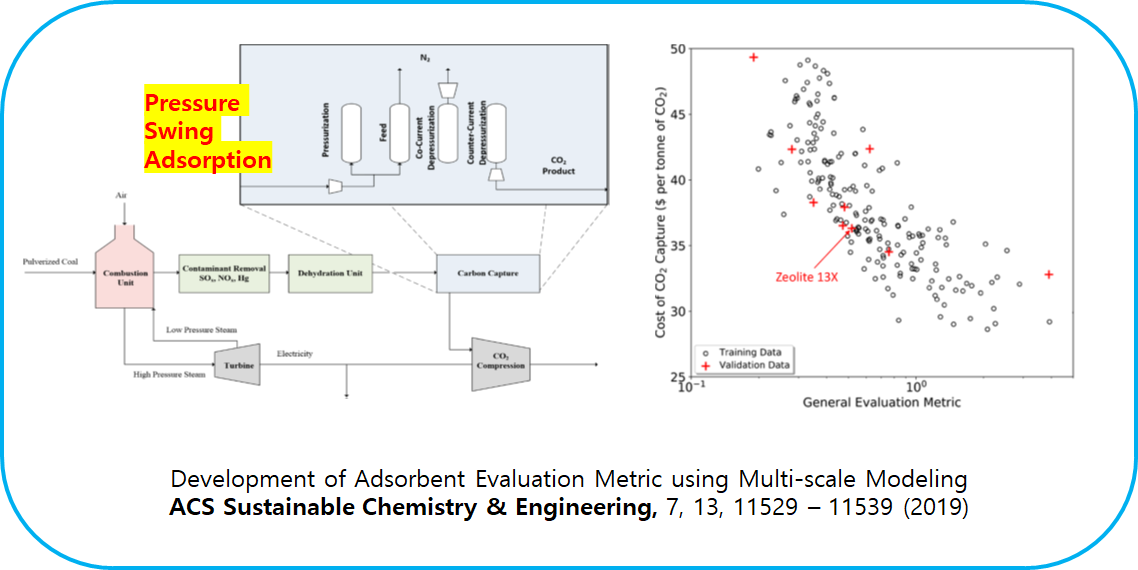 Pressure
Swing
Adsorption
N₂
Pressurization
Feed
Co-Current
Depressurization
Counter-Current
Depressurization
CO₂
Product
Air
Pulverized Coal
Combustion
Unit
Contaminant Removal
SOₓ, NOₓ, Hg
Dehydration Unit
Carbon Capture
Low Pressure Steam
High Pressure Steam
Turbine
Electricity
CO₂
Compression
Cost of CO₂ Capture ($ per tonne of CO₂)
50
45
40
35
30
25
Zeolite 13X
Training Data
Validation Data
10⁻¹
10⁰
General Evaluation Metric
Development of Adsorbent Evaluation Metric using Multi-scale Modeling
ACS Sustainable Chemistry & Engineering, 7, 13, 11529 – 11539 (2019)